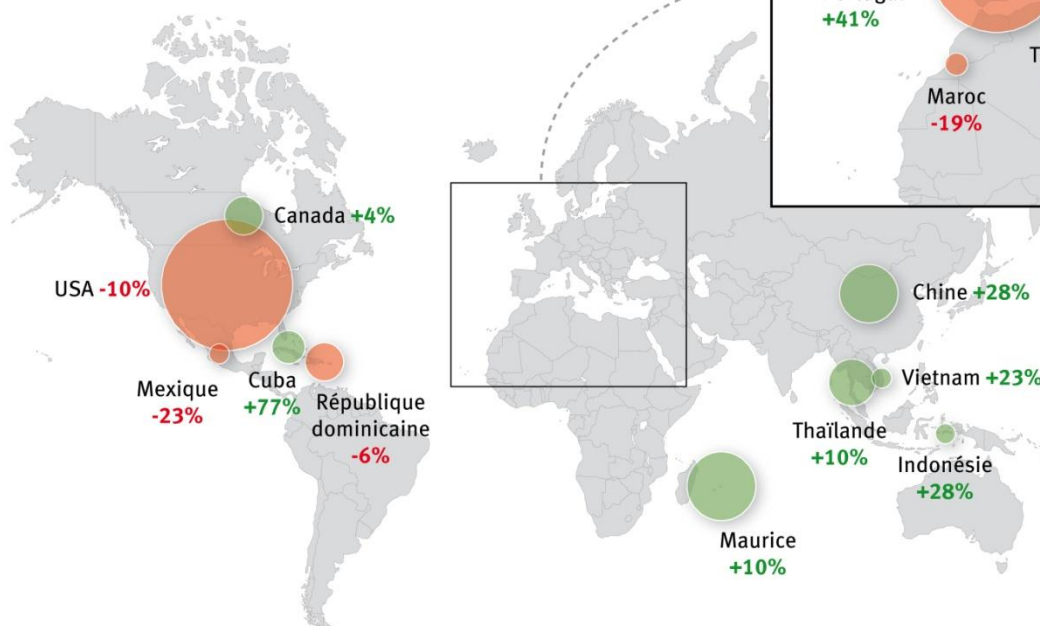 +41%
T
Maroc
-19%
Canada +4%
USA -10%
Mexique
-23%
Cuba
+77%
République
dominicaine
-6%
Chine +28%
Vietnam +23%
Thaïlande
+10%
Indonésie
+28%
Maurice
+10%